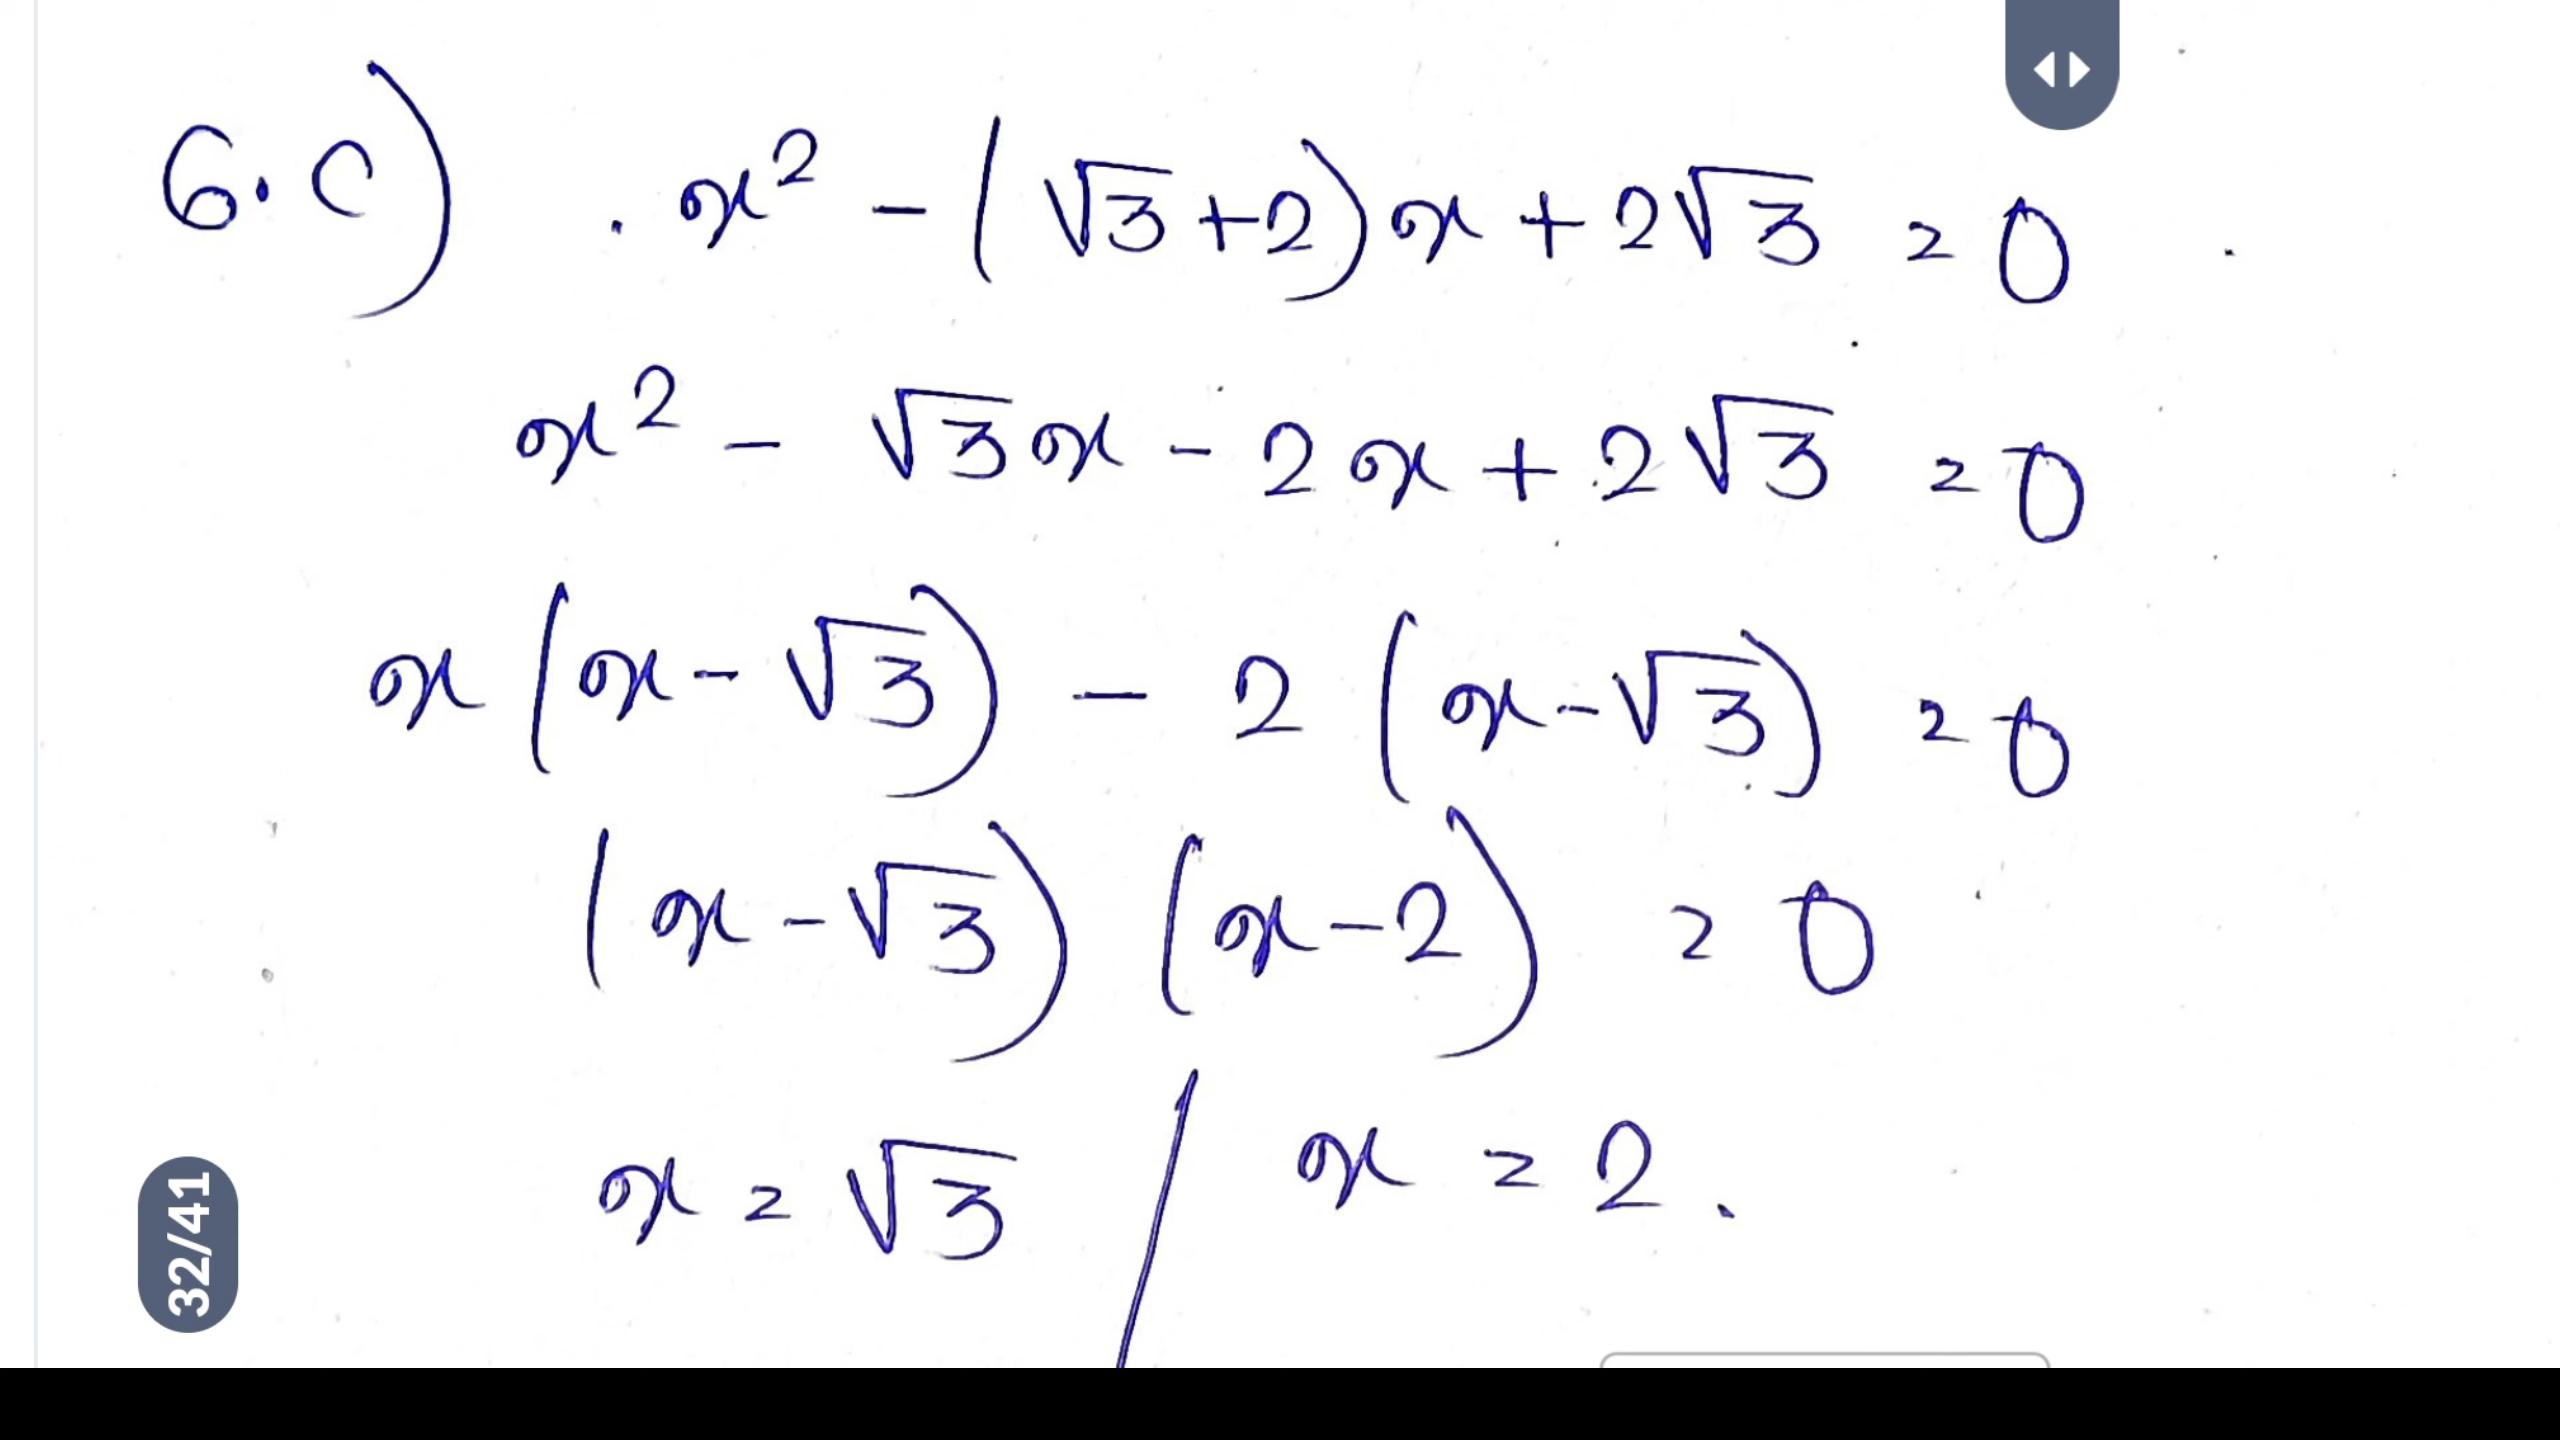 6.c) . x² - (√3+2)x + 2√3 = 0 .
x² - √3x - 2x + 2√3 = 0
x(x-√3) - 2(x-√3) = 0
(x-√3) (x-2) = 0
x = √3 / x = 2.
32/41